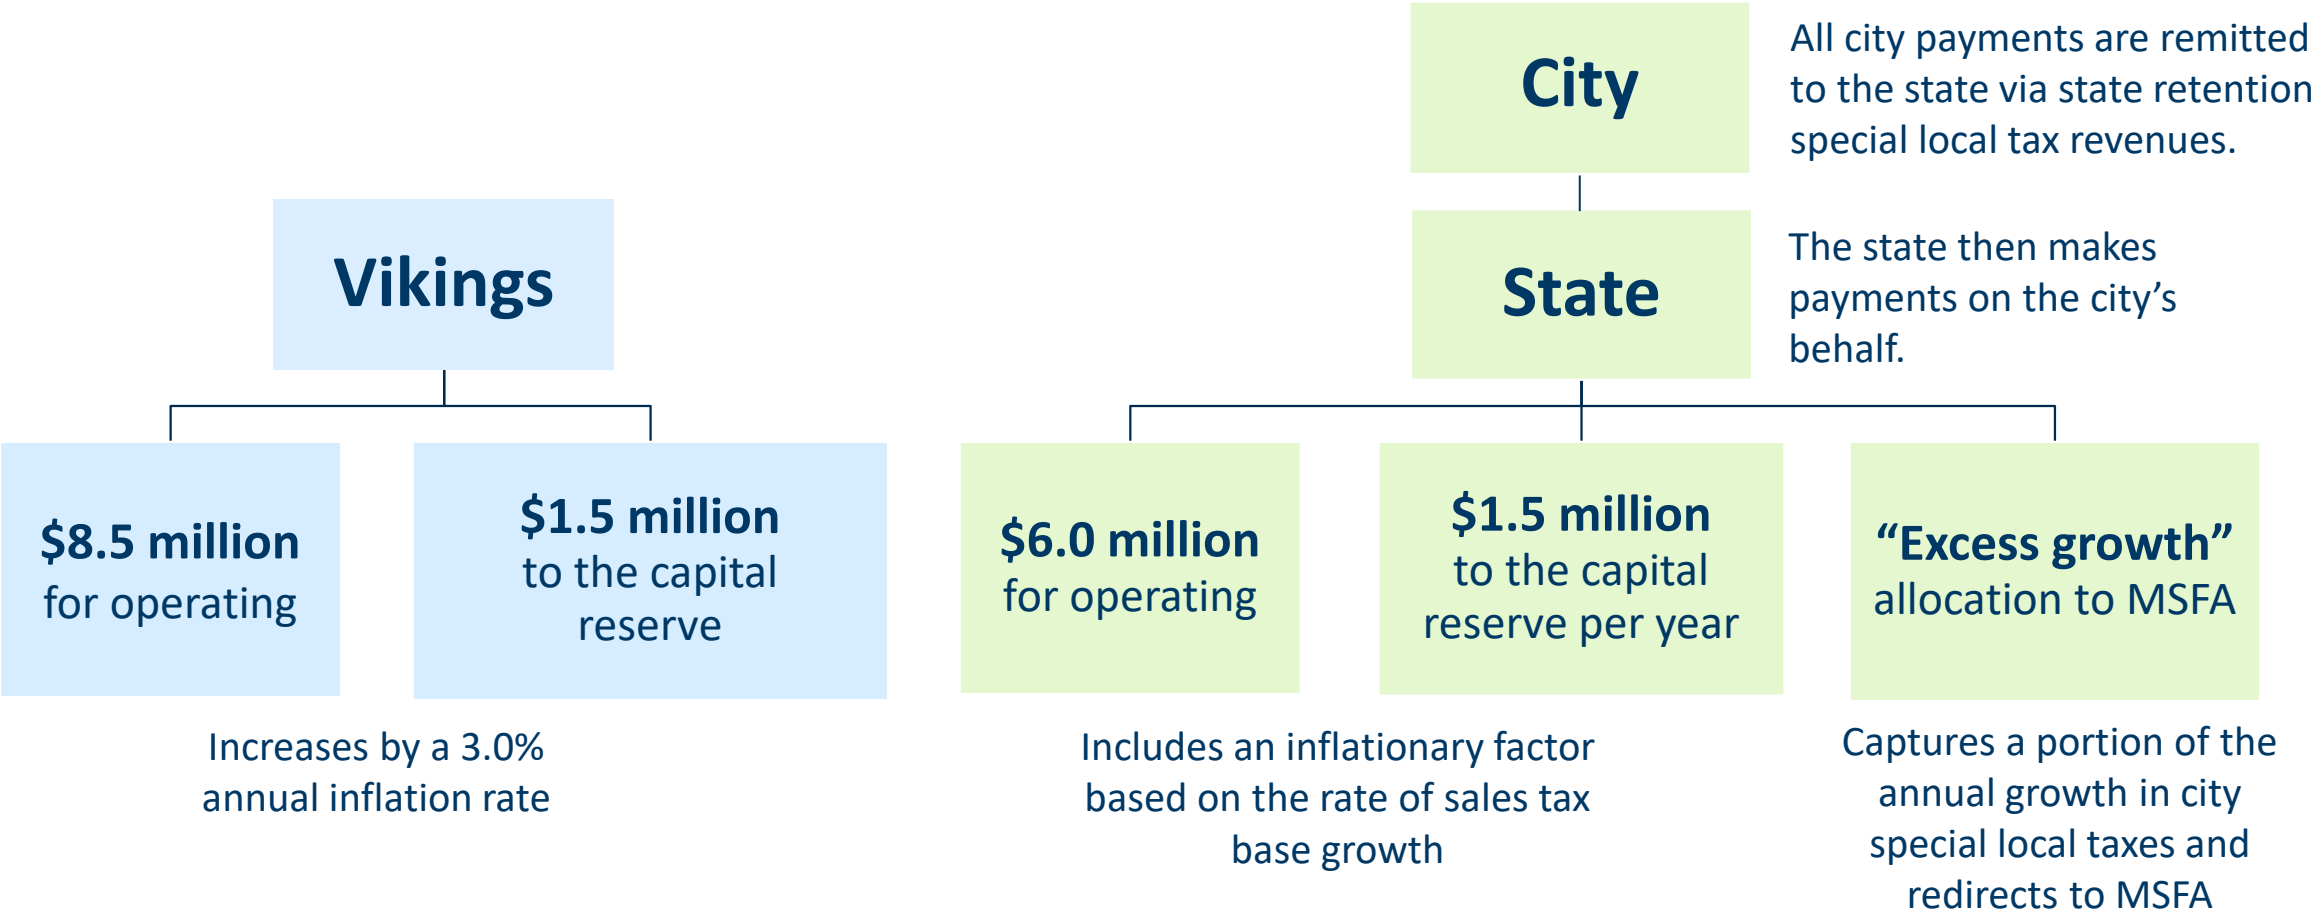 City
All city payments are remitted
to the state via state retention
special local tax revenues.
Vikings
State
The state then makes
payments on the city’s
behalf.
$8.5 million
for operating
$1.5 million
to the capital
reserve
$6.0 million
for operating
$1.5 million
to the capital
reserve per year
“Excess growth”
allocation to MSFA
Increases by a 3.0%
annual inflation rate
Includes an inflationary factor
based on the rate of sales tax
base growth
Captures a portion of the
annual growth in city
special local taxes and
redirects to MSFA